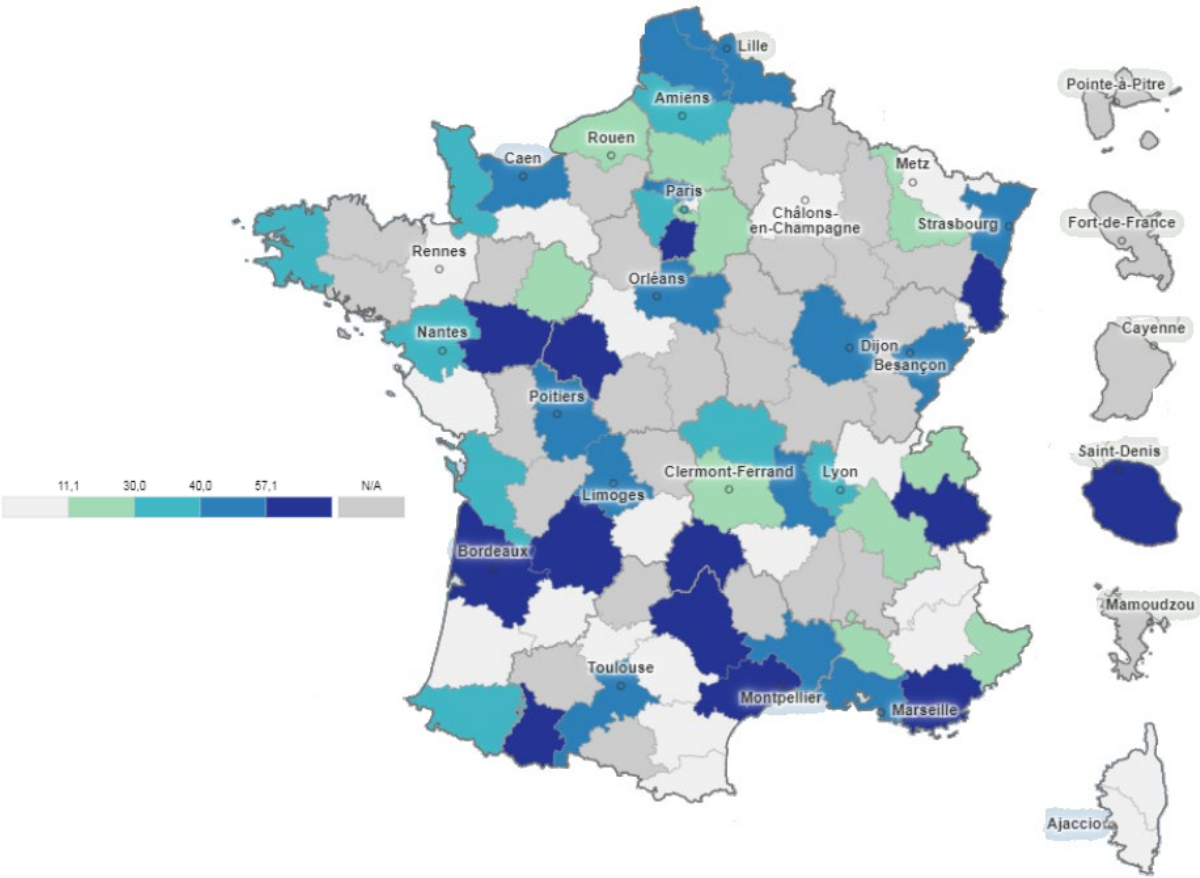 Lille
Pointe-à-Pitre
Amiens
Rouen
Caen
Metz
Paris
Châlons-
en-Champagne
Strasbourg
Fort-de-France
Rennes
Orléans
Nantes
Dijon
Besançon
Cayenne
Poitiers
Saint-Denis
Clermont-Ferrand
Lyon
11,1 30,0 40,0 57,1 N/A
Limoges
Bordeaux
Mamoudzou
Toulouse
Montpellier
Marseille
Ajaccio